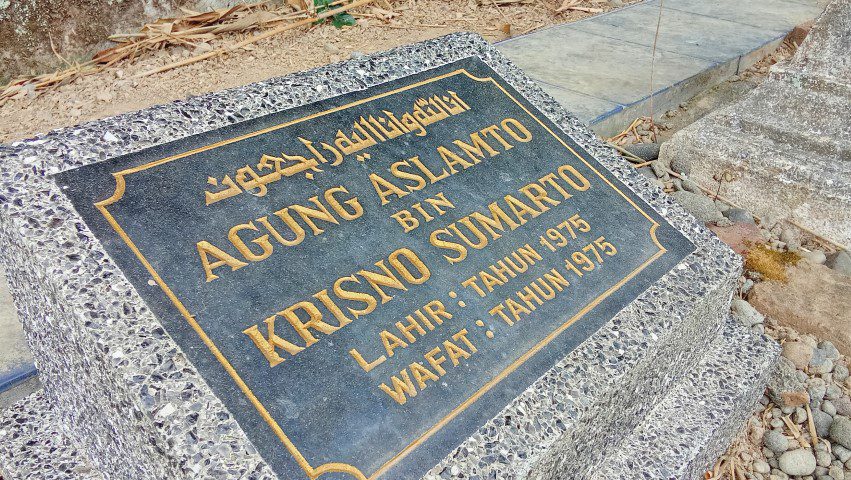 انا لله وانا اليه راجعون
AGUNG ASLAMTO
BIN
KRISNO SUMARTO
LAHIR : TAHUN 1975
WAFAT : TAHUN 1975